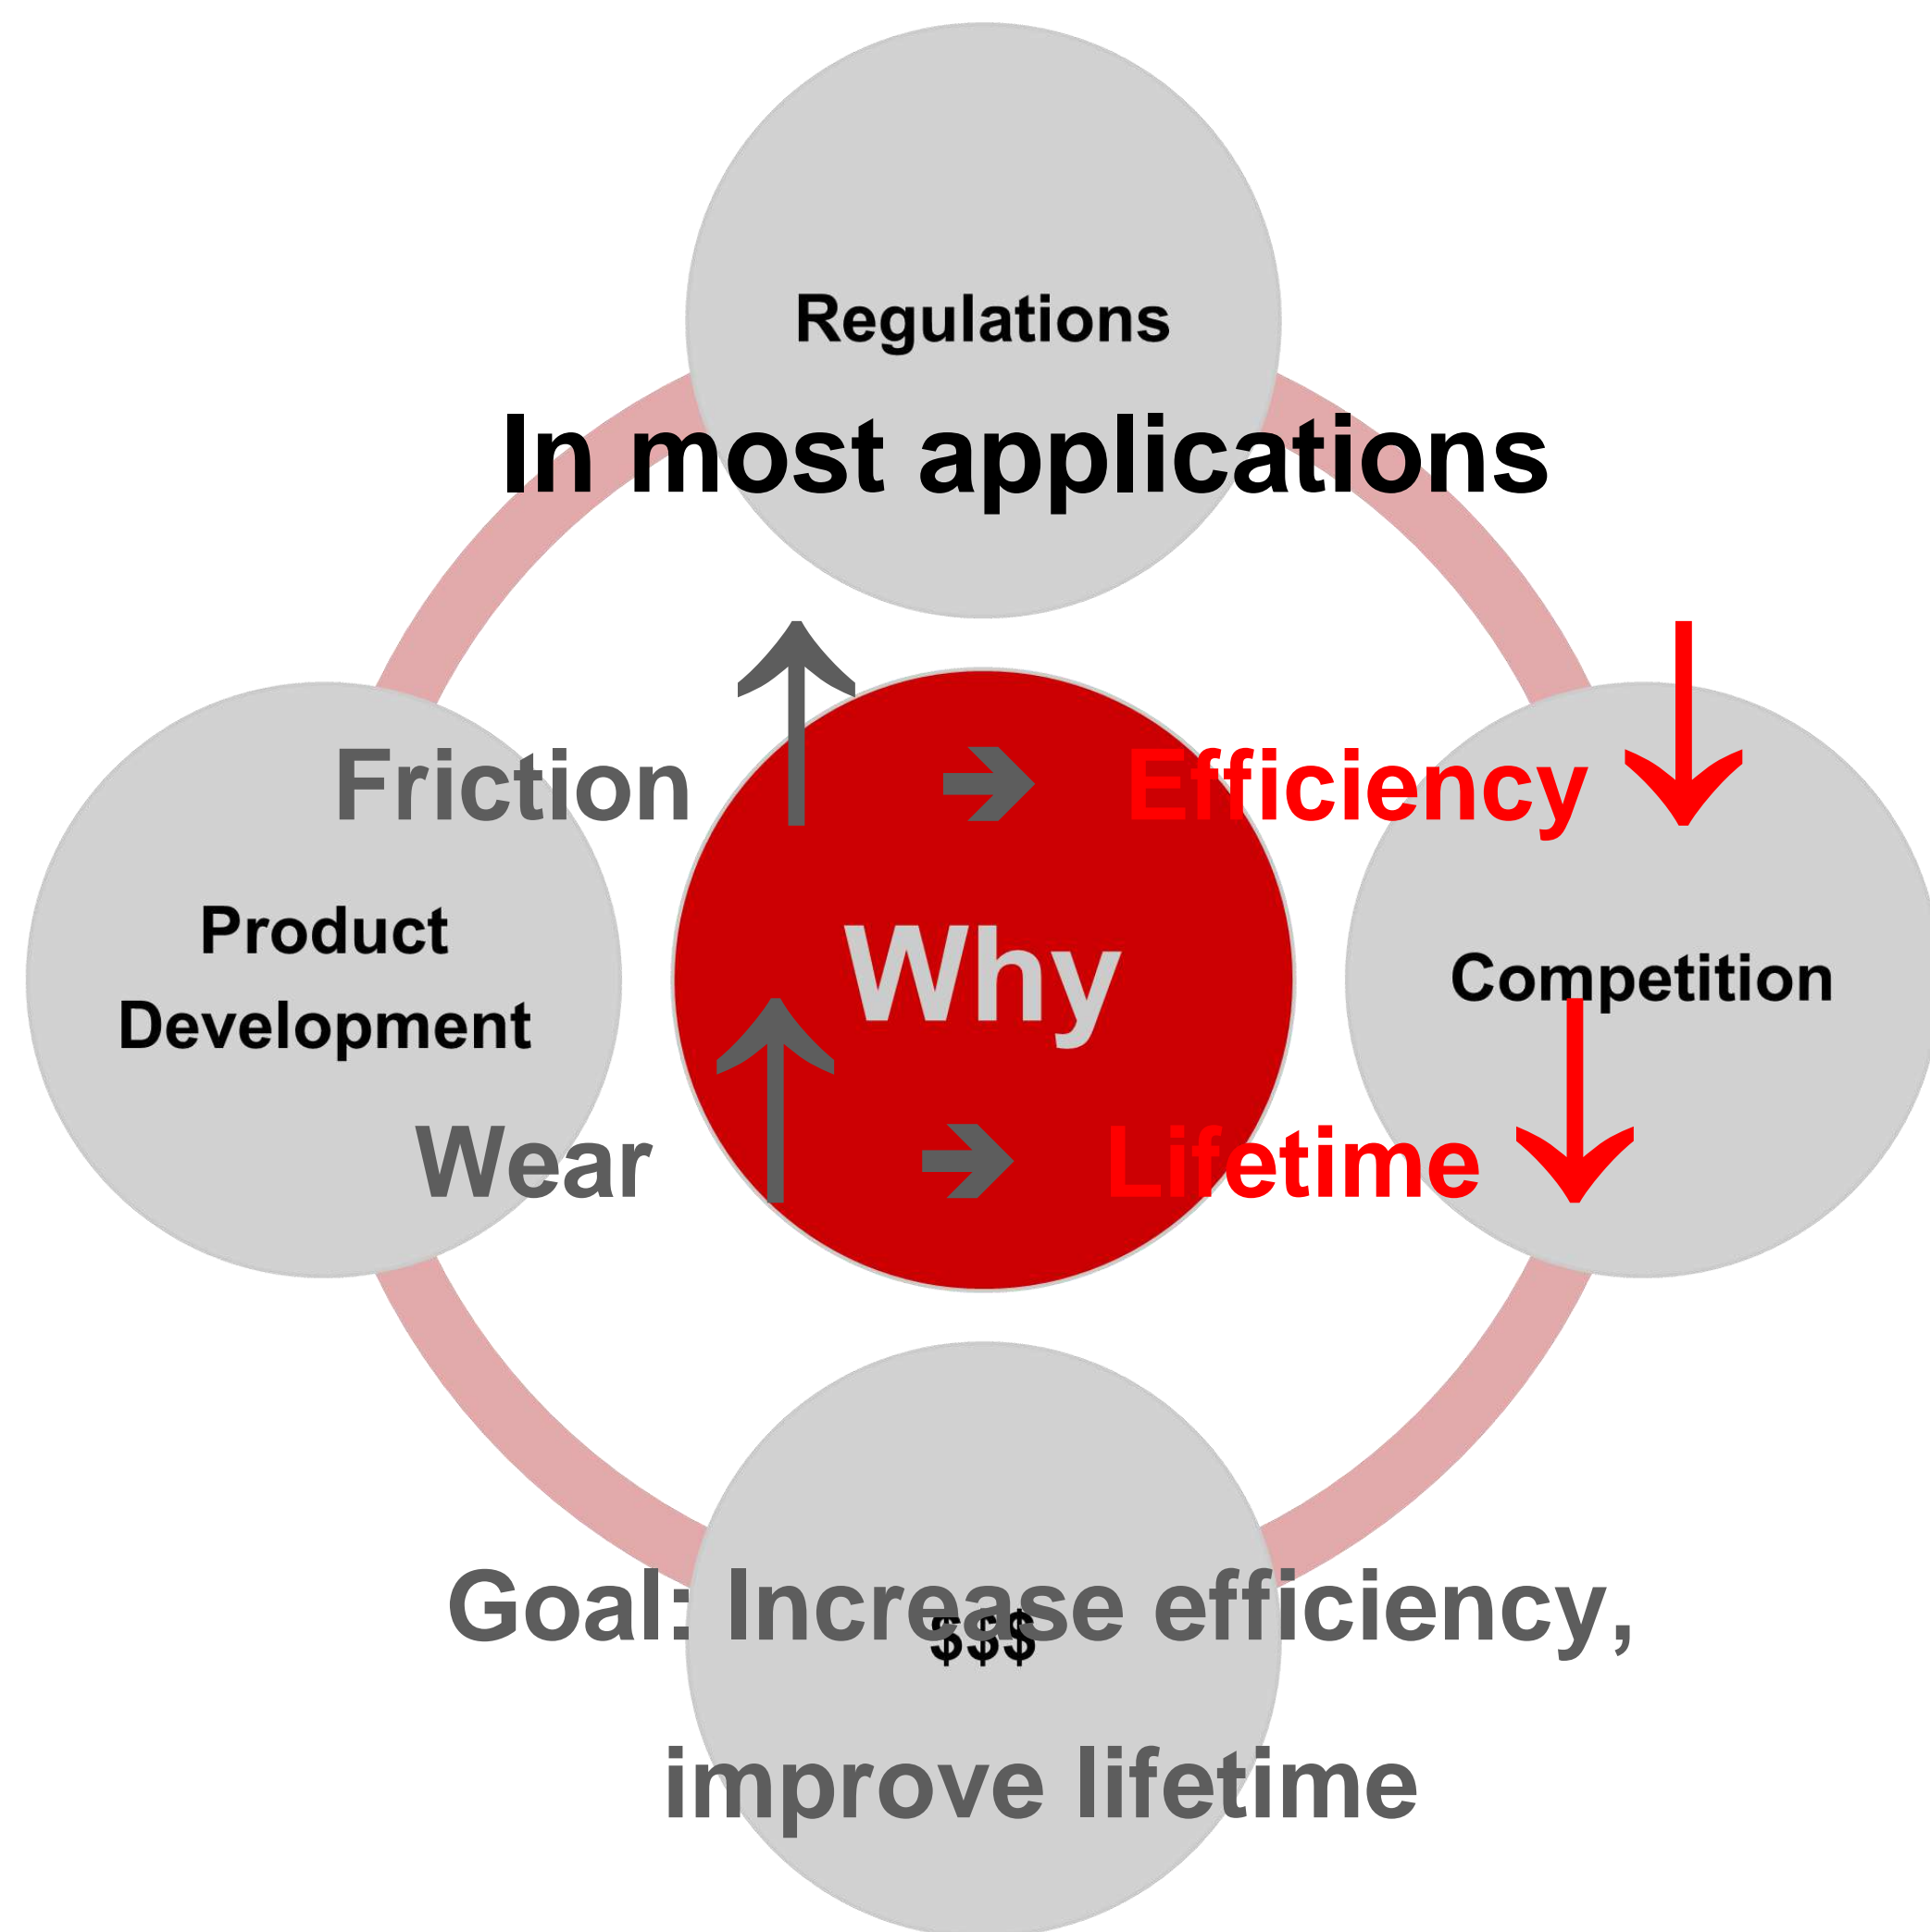 Regulations
In most applications
Friction ↑ ➔ Efficiency ↓
Product
Development
Why
Competition
Wear ↑ ➔ Lifetime ↓
Goal: Increase efficiency,
$$$
improve lifetime